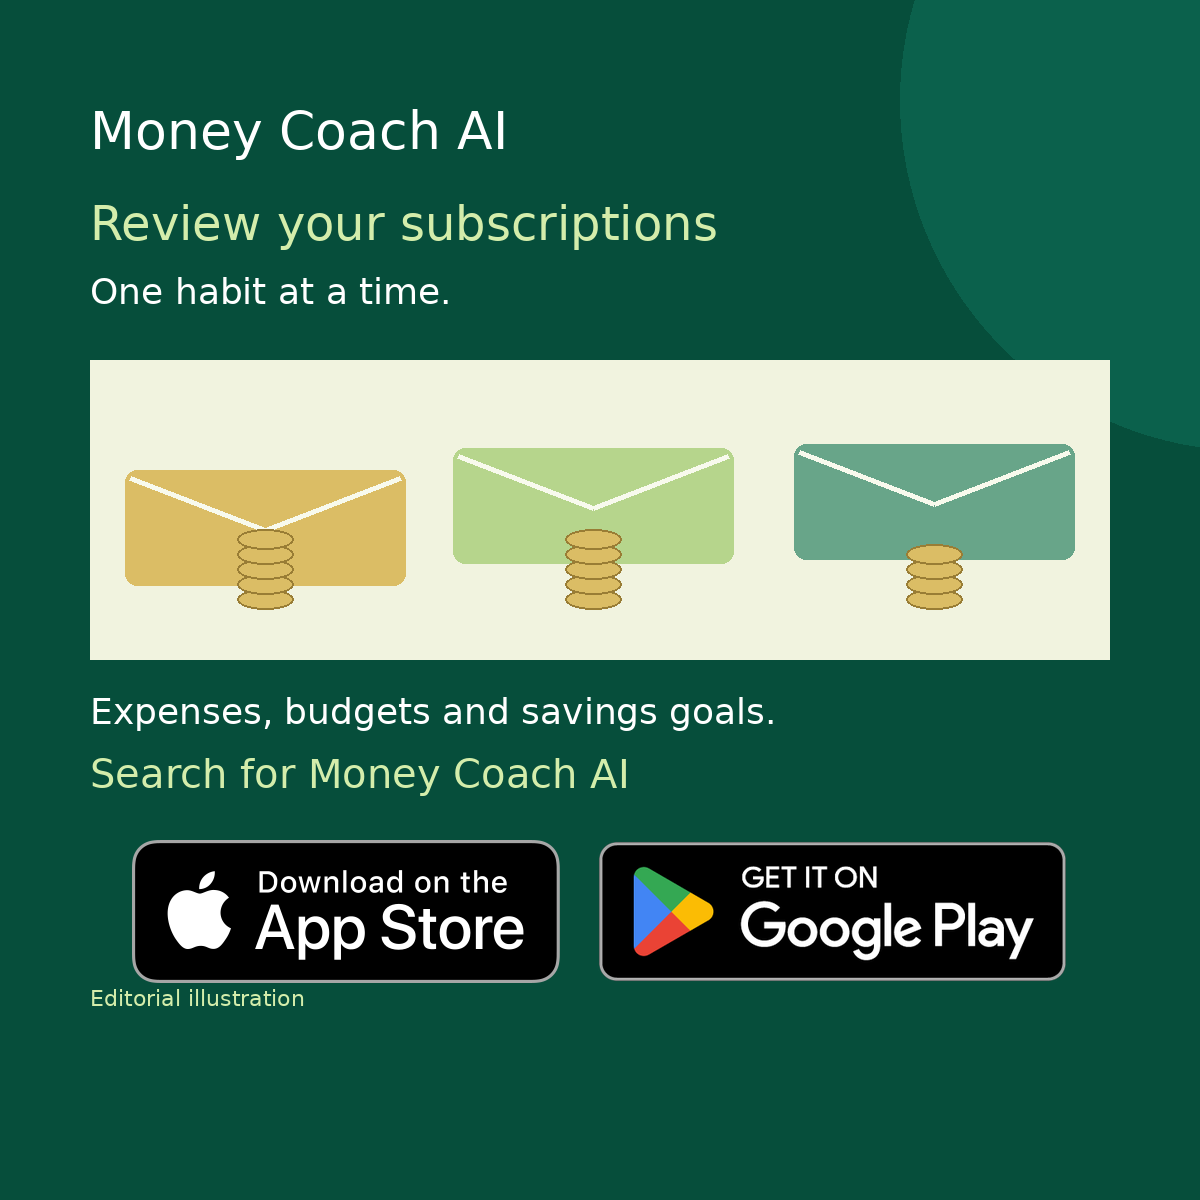 Money Coach AI
Review your subscriptions
One habit at a time.
Expenses, budgets and savings goals.
Search for Money Coach AI
Download on the
App Store
GET IT ON
Google Play
Editorial illustration